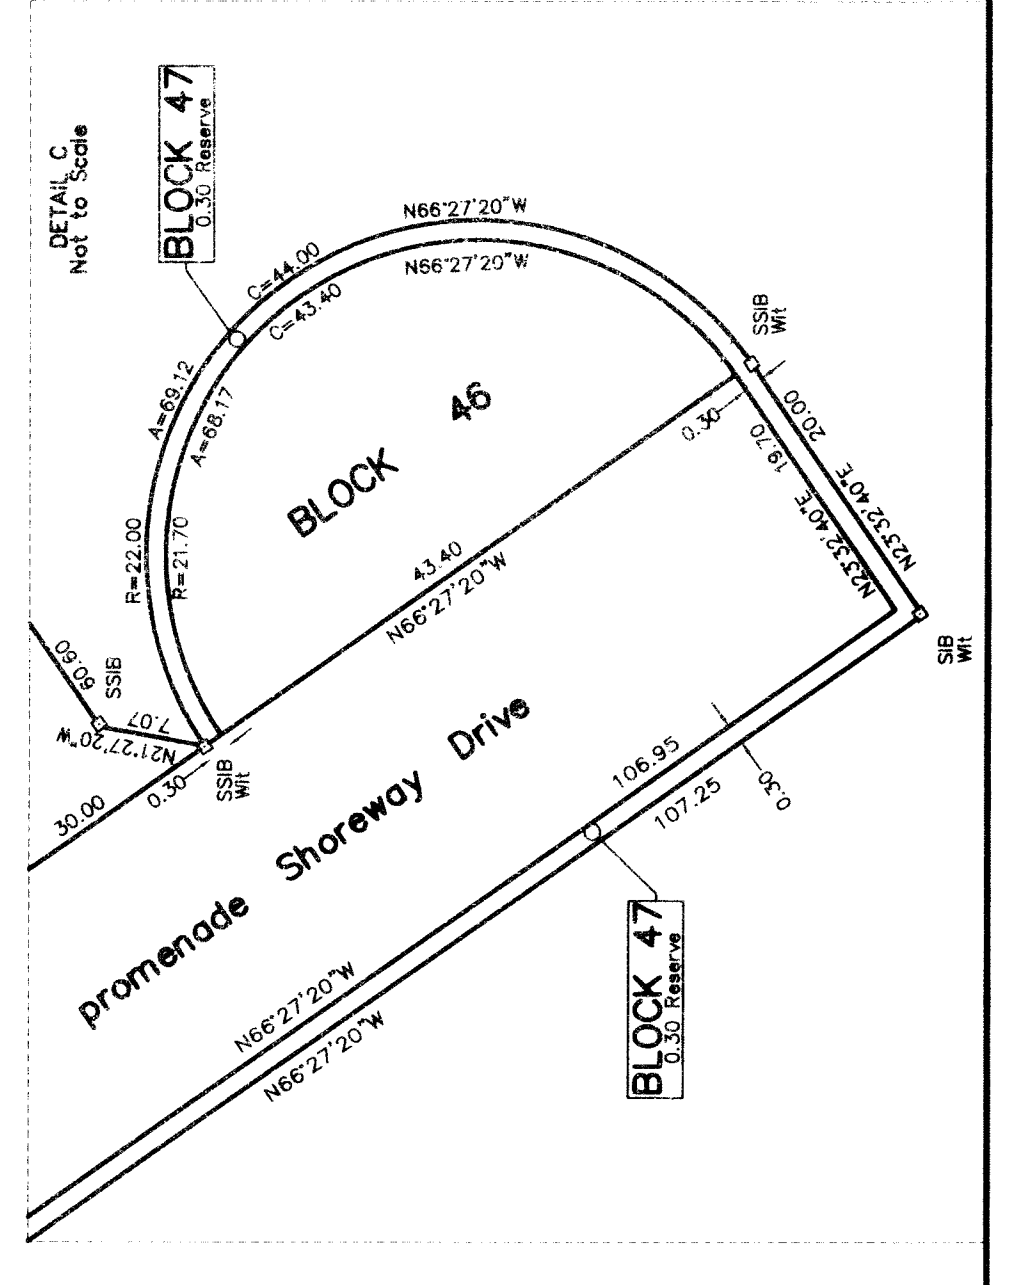 DETAIL C
Not to Scale
BLOCK 47
0.30 Reserve
N66°27'20"W
C=44.00
N66°27'20"W
C=43.40
A=69.12
A=68.17
R=22.00
R=21.70
BLOCK 46
SSIB
Wit
0.30
20.00
19.70
N23°32'40"E
N23°32'40"E
43.40
N66°27'20"W
60.60
SSIB
7.07
N21°27'20"W
30.00
0.30
SSIB
Wit
SIB
Wit
promenade Shoreway Drive
106.95
107.25
0.30
N66°27'20"W
N66°27'20"W
BLOCK 47
0.30 Reserve